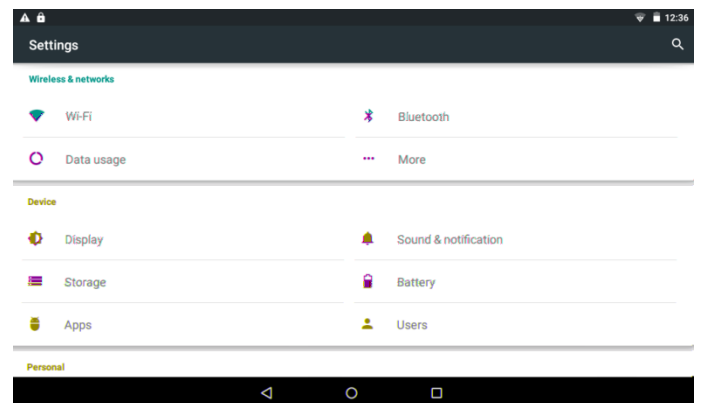 12:36
Settings
Wireless & networks
Wi-Fi
Bluetooth
Data usage
More
Device
Display
Sound & notification
Storage
Battery
Apps
Users
Personal